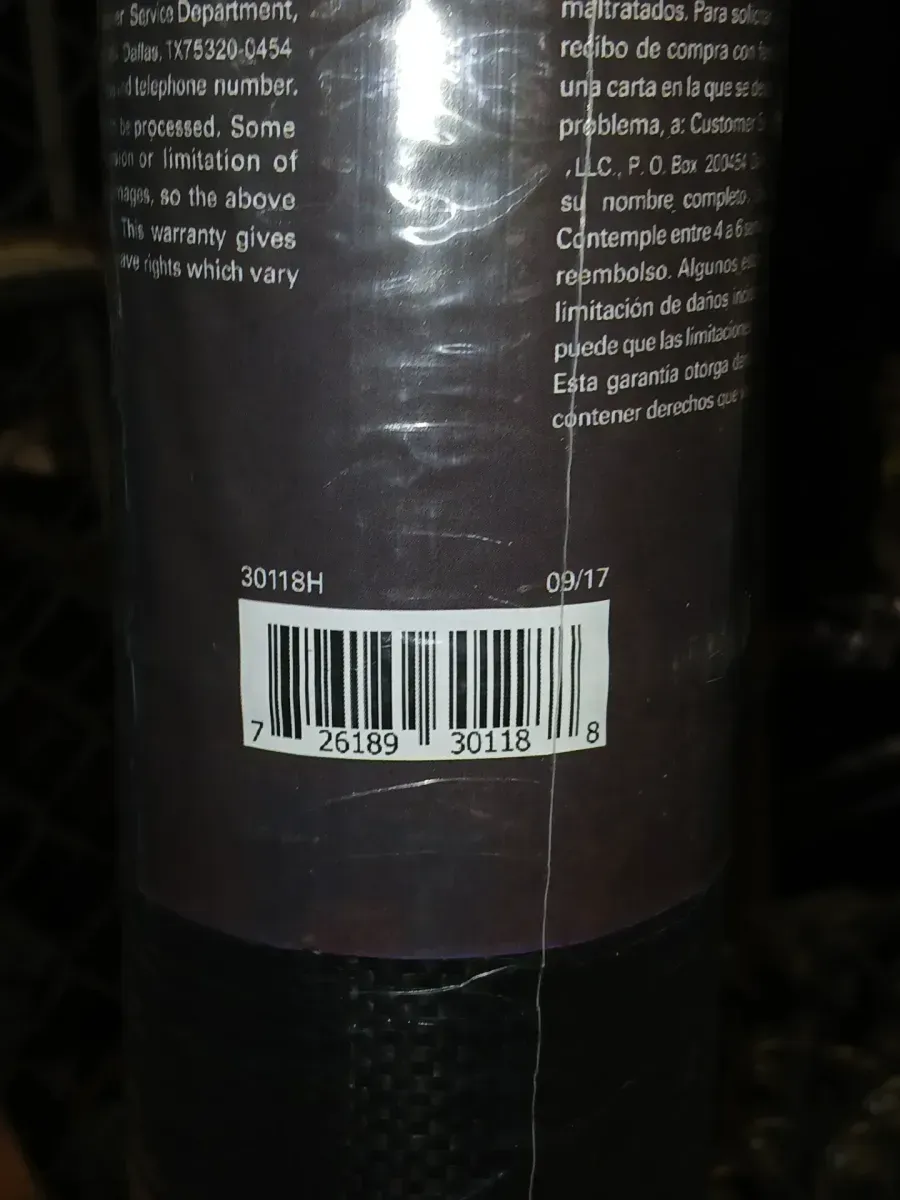 Service Department,
Dallas, TX75320-0454
telephone number.
be processed. Some
or limitation of
so the above
This warranty gives
rights which vary
maltratados. Para
recibo de compra con
una carta en la que se
problema, a: Customer
, LLC., P. O. Box 200454
su nombre completo,
Contemple entre 4 a 6
reembolso. Algunos
limitación de daños
puede que las
Esta garantía otorga
contener derechos que
30118H 09/17
7 26189 30118 8